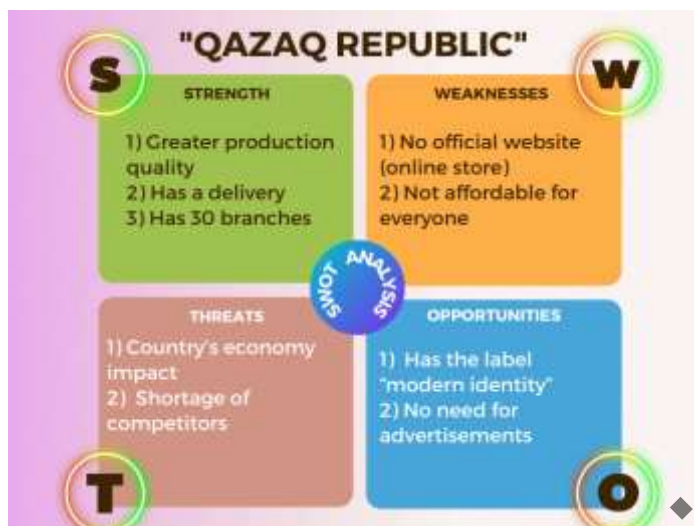 "QAZAQ REPUBLIC"
S
STRENGTH
1) Greater production
quality
2) Has a delivery
3) Has 30 branches
W
WEAKNESSES
1) No official website
(online store)
2) Not affordable for
everyone
SWOT ANALYSIS
THREATS
1) Country's economy
impact
2) Shortage of
competitors
T
OPPORTUNITIES
1) Has the label
"modern identity"
2) No need for
advertisements
O